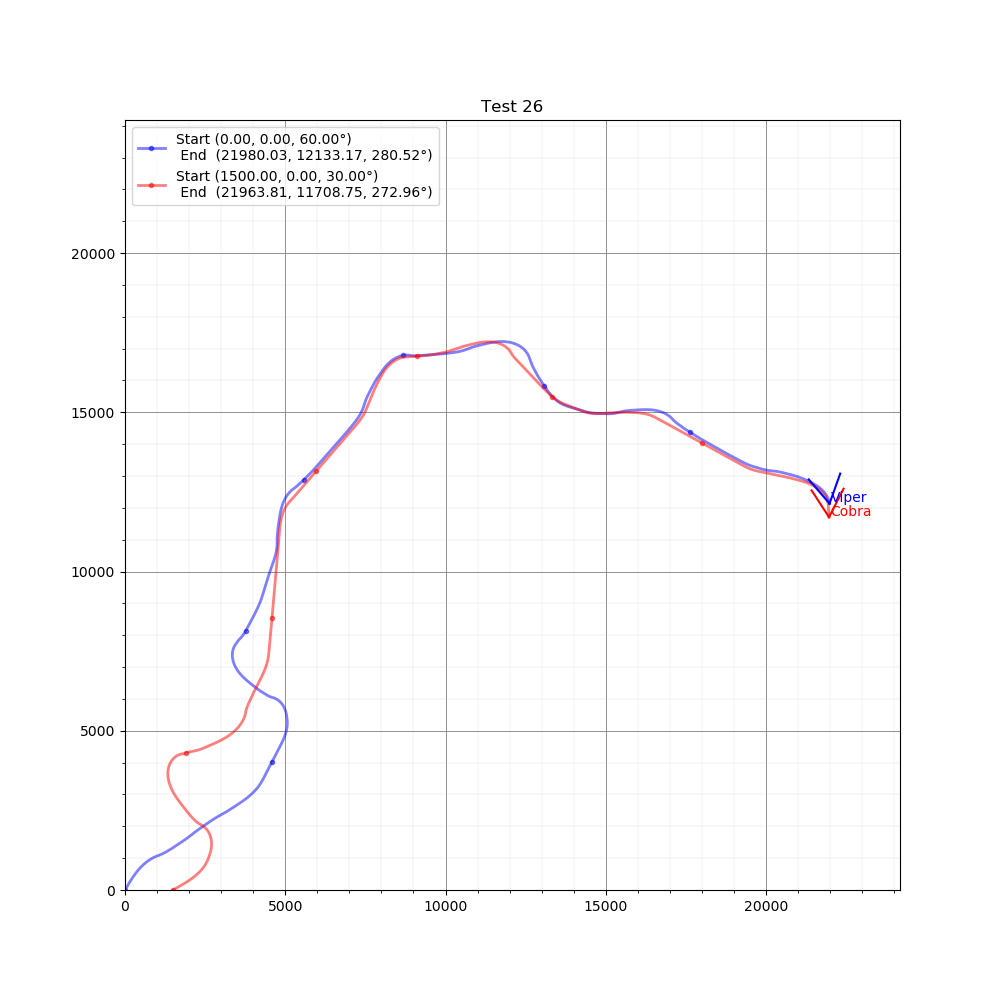 Test 26
Start (0.00, 0.00, 60.00°)
End  (21980.03, 12133.17, 280.52°)
Start (1500.00, 0.00, 30.00°)
End  (21963.81, 11708.75, 272.96°)
20000
15000
Viper
Cobra
10000
5000
0
0 5000 10000 15000 20000